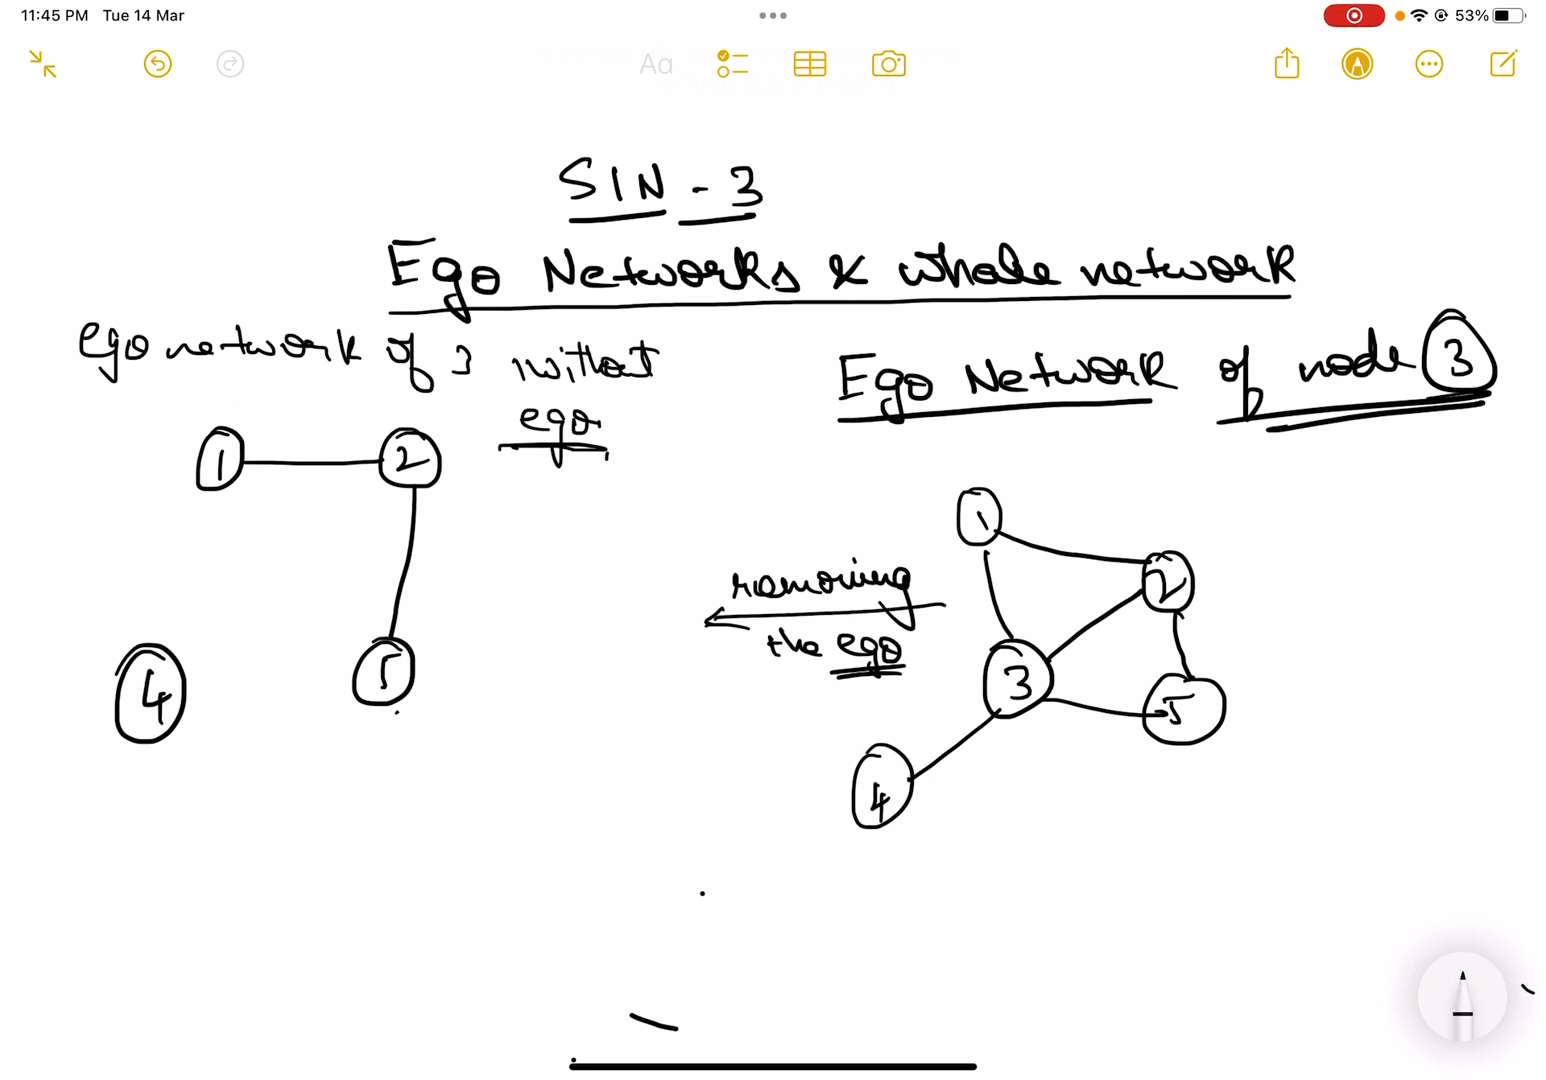 11:45 PM Tue 14 Mar
53%
Aa
SIN - 3
Ego Networks & whole network
ego network of 3 without
ego
Ego Network of node 3
1
2
5
4
removing
the ego
1
2
3
5
4